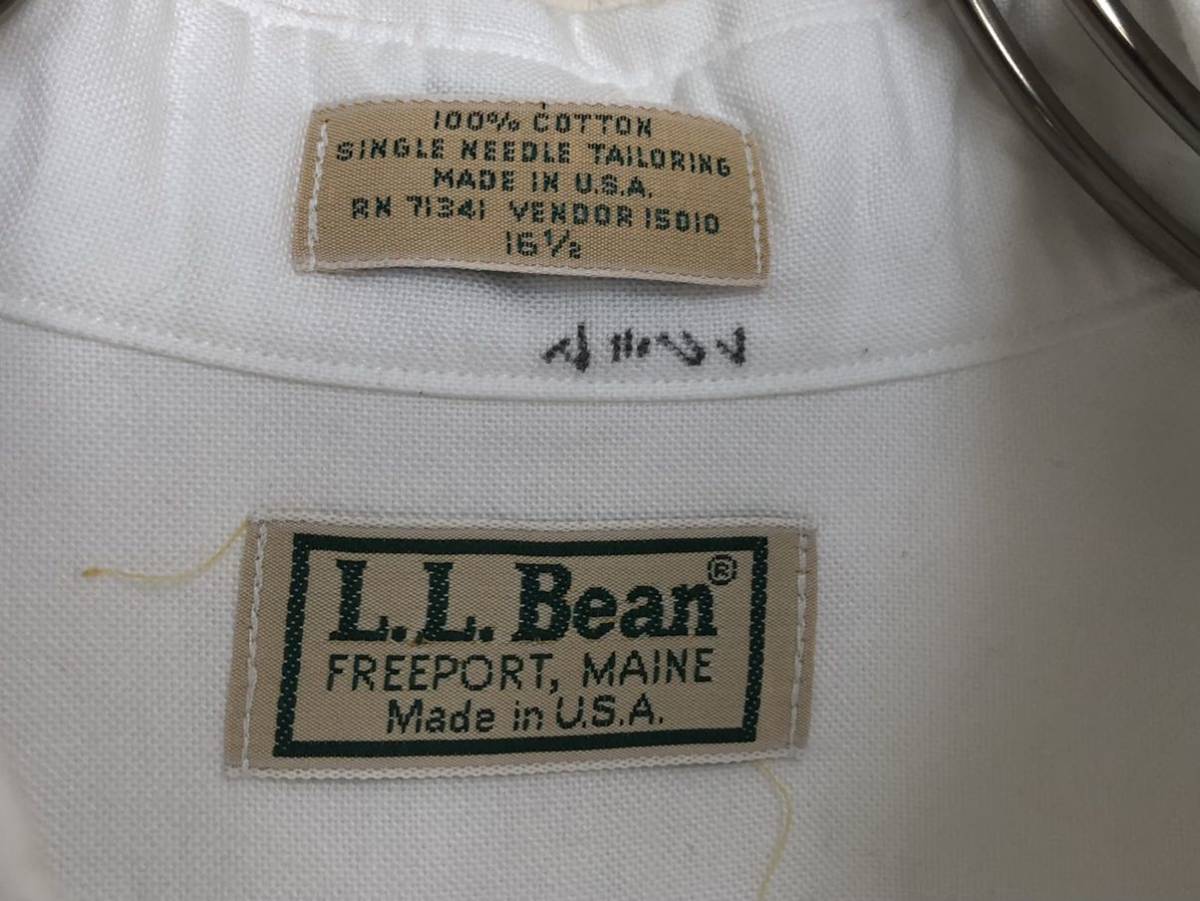 100% COTTON
SINGLE NEEDLE TAILORING
MADE IN U.S.A.
RN 71341 VENDOR 15010
16½
L.L.Bean®
FREEPORT, MAINE
Made in U.S.A.